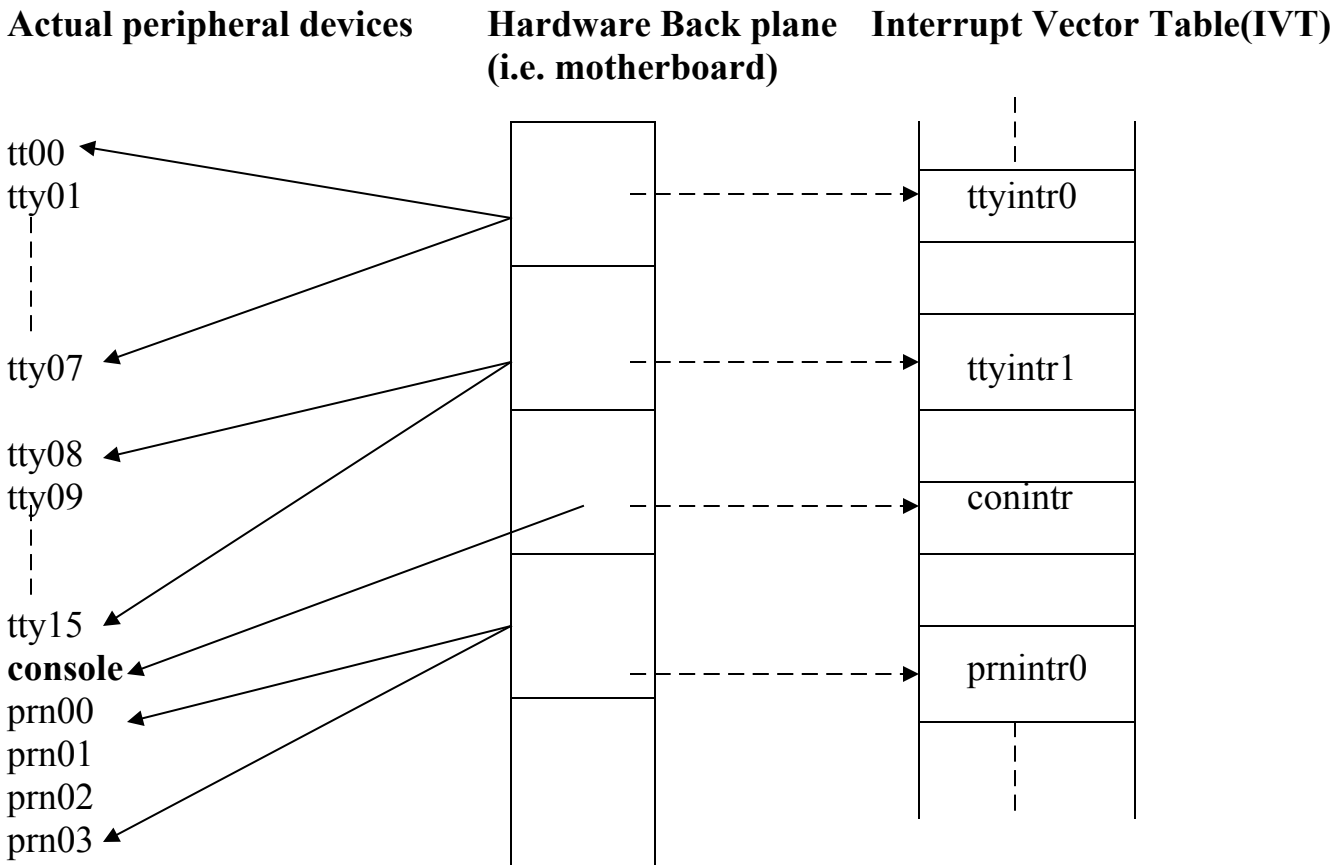 Actual peripheral devices
Hardware Back plane
(i.e. motherboard)
Interrupt Vector Table(IVT)
tt00
tty01
tty07
tty08
tty09
tty15
console
prn00
prn01
prn02
prn03
ttyintr0
ttyintr1
conintr
prnintr0